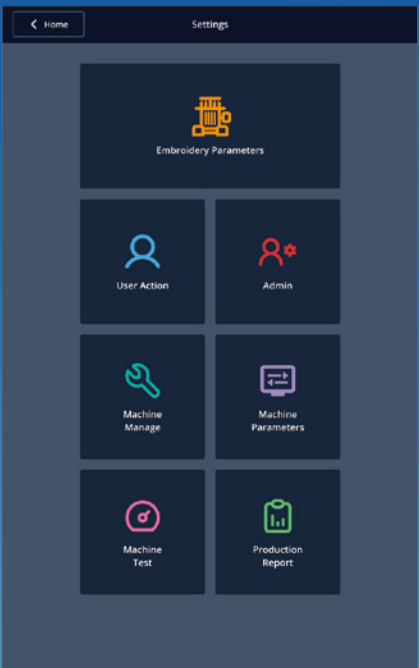 Home
Settings
Embroidery Parameters
User Action
Admin
Machine
Manage
Machine
Parameters
Machine
Test
Production
Report